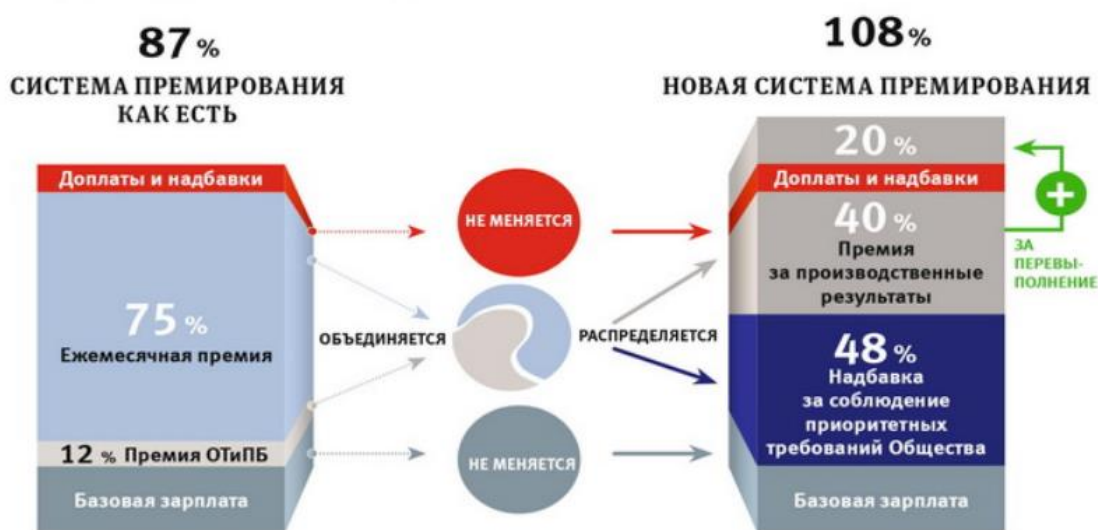 87 %
СИСТЕМА ПРЕМИРОВАНИЯ
КАК ЕСТЬ
Доплаты и надбавки
75 %
Ежемесячная премия
12 % Премия ОТиПБ
Базовая зарплата
НЕ МЕНЯЕТСЯ
ОБЪЕДИНЯЕТСЯ
РАСПРЕДЕЛЯЕТСЯ
НЕ МЕНЯЕТСЯ
108%
НОВАЯ СИСТЕМА ПРЕМИРОВАНИЯ
20 %
Доплаты и надбавки
40 %
Премия
за производственные
результаты
48 %
Надбавка
за соблюдение
приоритетных
требований Общества
Базовая зарплата
ЗА
ПЕРЕВЫ-
ПОЛНЕНИЕ